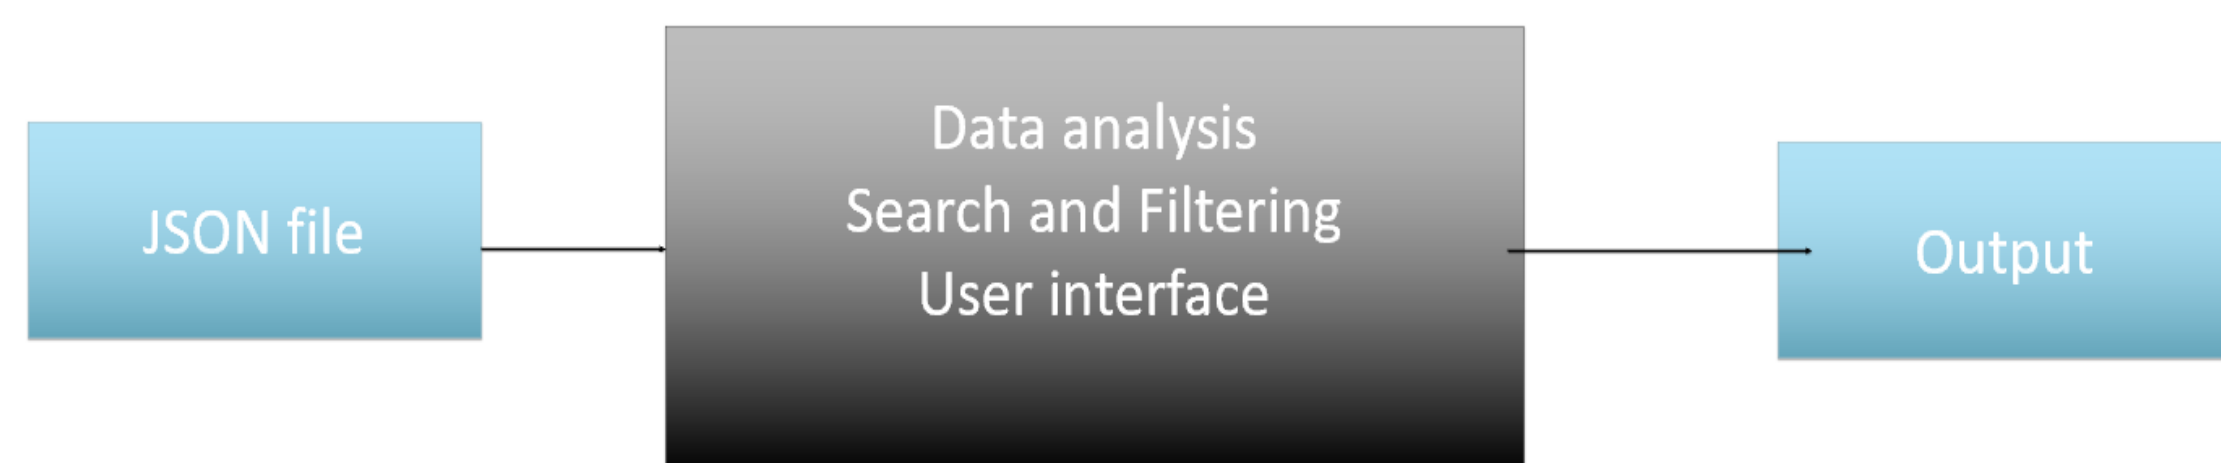 JSON file
Data analysis
Search and Filtering
User interface
Output